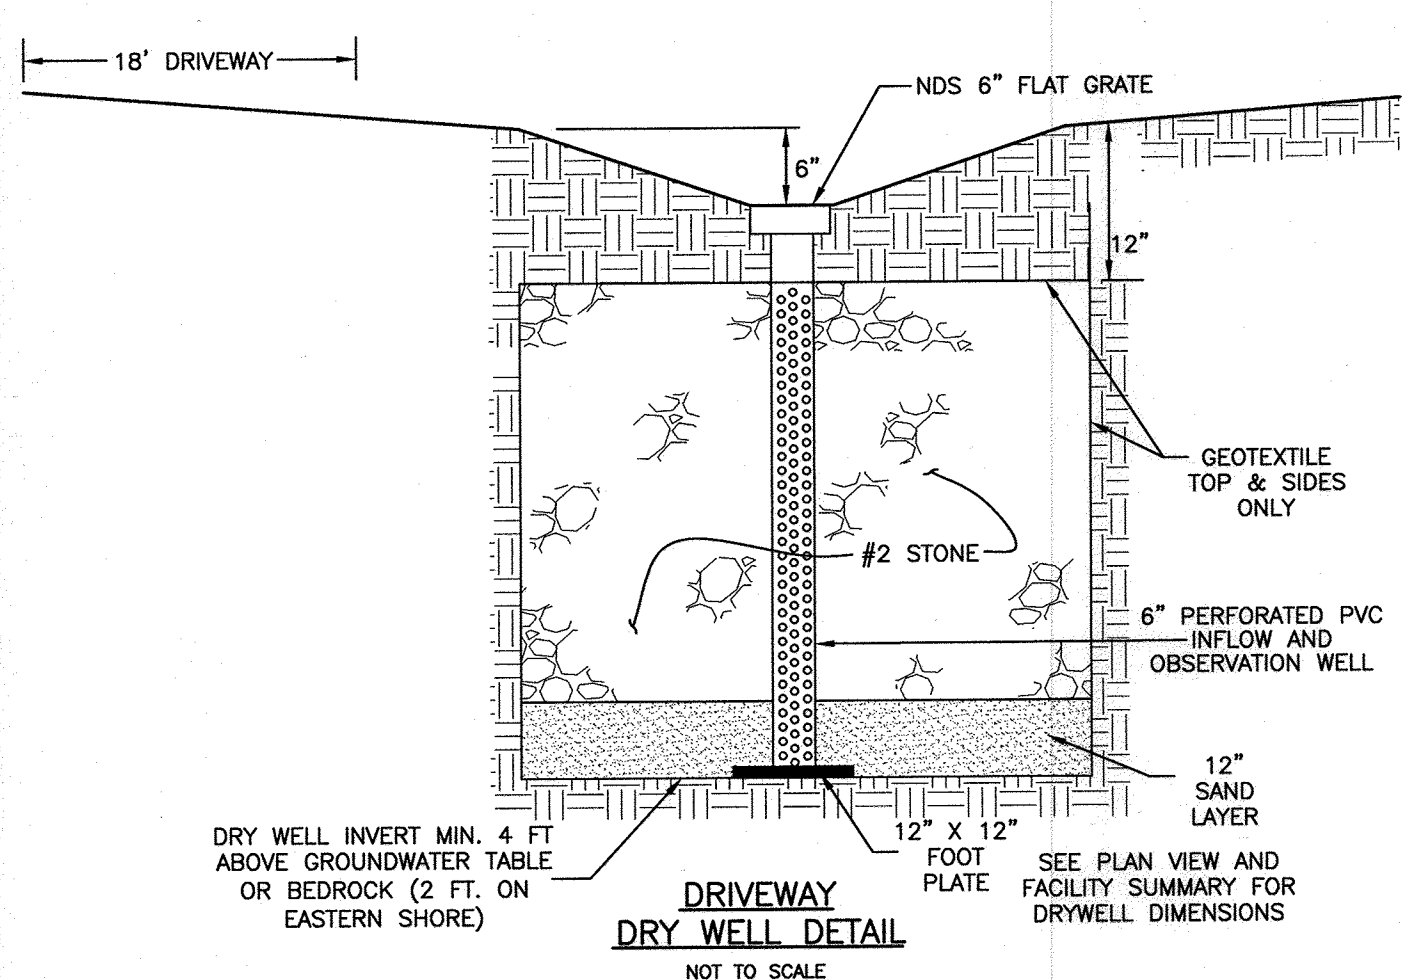 18' DRIVEWAY
NDS 6" FLAT GRATE
6"
12"
GEOTEXTILE
TOP & SIDES
ONLY
#2 STONE
6" PERFORATED PVC
INFLOW AND
OBSERVATION WELL
12"
SAND
LAYER
12" X 12"
FOOT
PLATE
DRY WELL INVERT MIN. 4 FT
ABOVE GROUNDWATER TABLE
OR BEDROCK (2 FT. ON
EASTERN SHORE)
SEE PLAN VIEW AND
FACILITY SUMMARY FOR
DRYWELL DIMENSIONS
DRIVEWAY
DRY WELL DETAIL
NOT TO SCALE